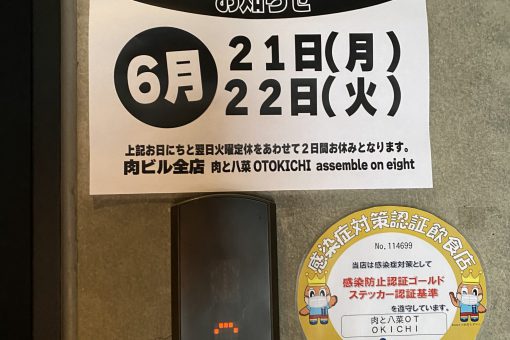 お知らせ
6月
21日(月)
22日(火)
上記お日にちと翌日火曜定休をあわせて2日間お休みとなります。
肉ビル全店 肉と八菜 OTOKICHI assemble on eight
感染症対策認証飲食店
No. 114699
当店は感染症対策として
感染防止認証ゴールド
ステッカー認証基準
を遵守しています。
肉と八菜OT
OKICHI